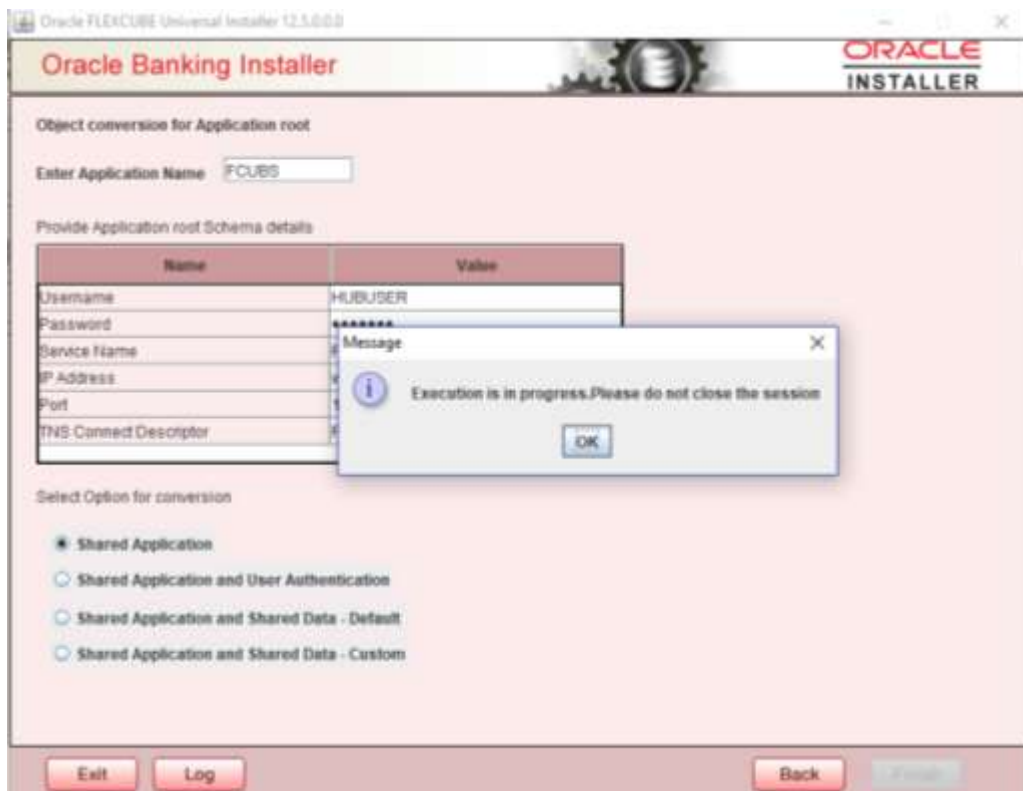 Oracle FLEXCUBE Universal Installer 12.5.0.0.0
Oracle Banking Installer
ORACLE
INSTALLER
Object conversion for Application root
Enter Application Name FCUBS
Provide Application root Schema details
Name Value
Username HUBUSER
Password
Service Name
IP Address
Port
TNS Connect Descriptor
Message
Execution is in progress.Please do not close the session
OK
Select Option for conversion
Shared Application
Shared Application and User Authentication
Shared Application and Shared Data - Default
Shared Application and Shared Data - Custom
Exit Log Back